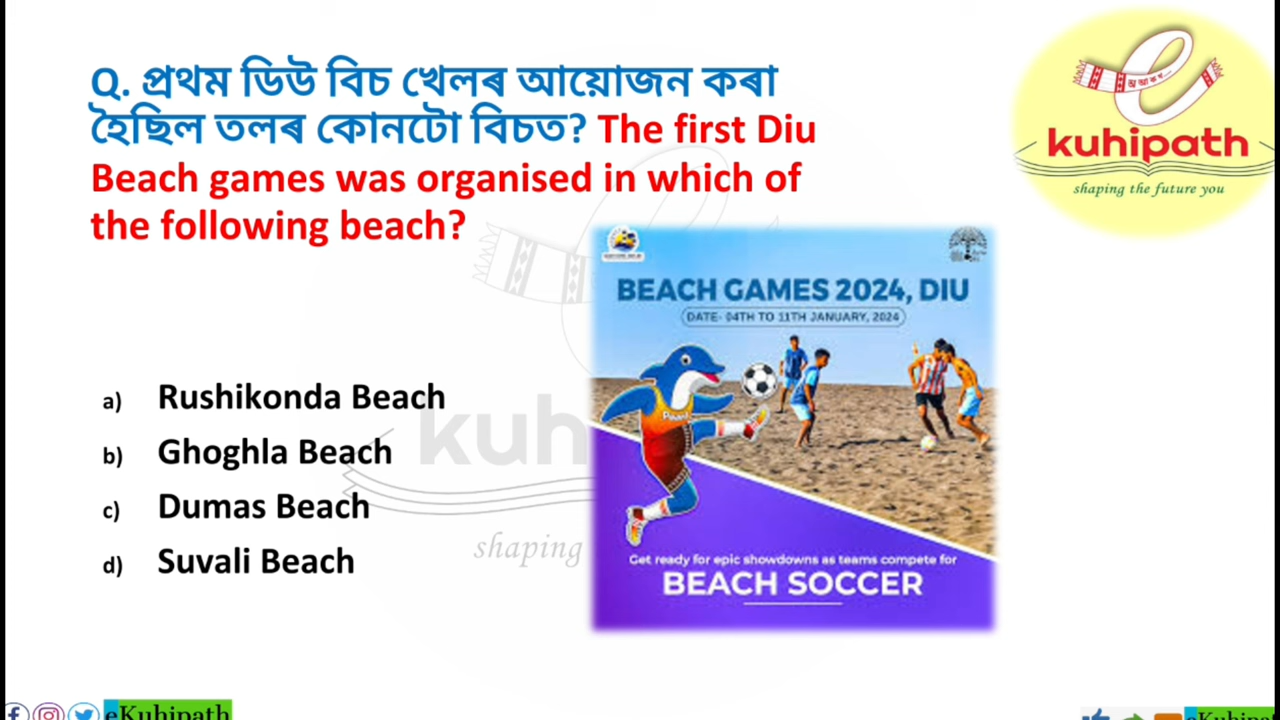 Q. প্ৰথম ডিউ বিচ খেলৰ আয়োজন কৰা
হৈছিল তলৰ কোনটো বিচত? The first Diu
Beach games was organised in which of
the following beach?
a) Rushikonda Beach
b) Ghoghla Beach
c) Dumas Beach
d) Suvali Beach
BEACH GAMES 2024, DIU
DATE- 04TH TO 11TH JANUARY, 2024
Get ready for epic showdowns as teams compete for
BEACH SOCCER
kuhipath
shaping the future you
kuh
shaping
eKuhipath